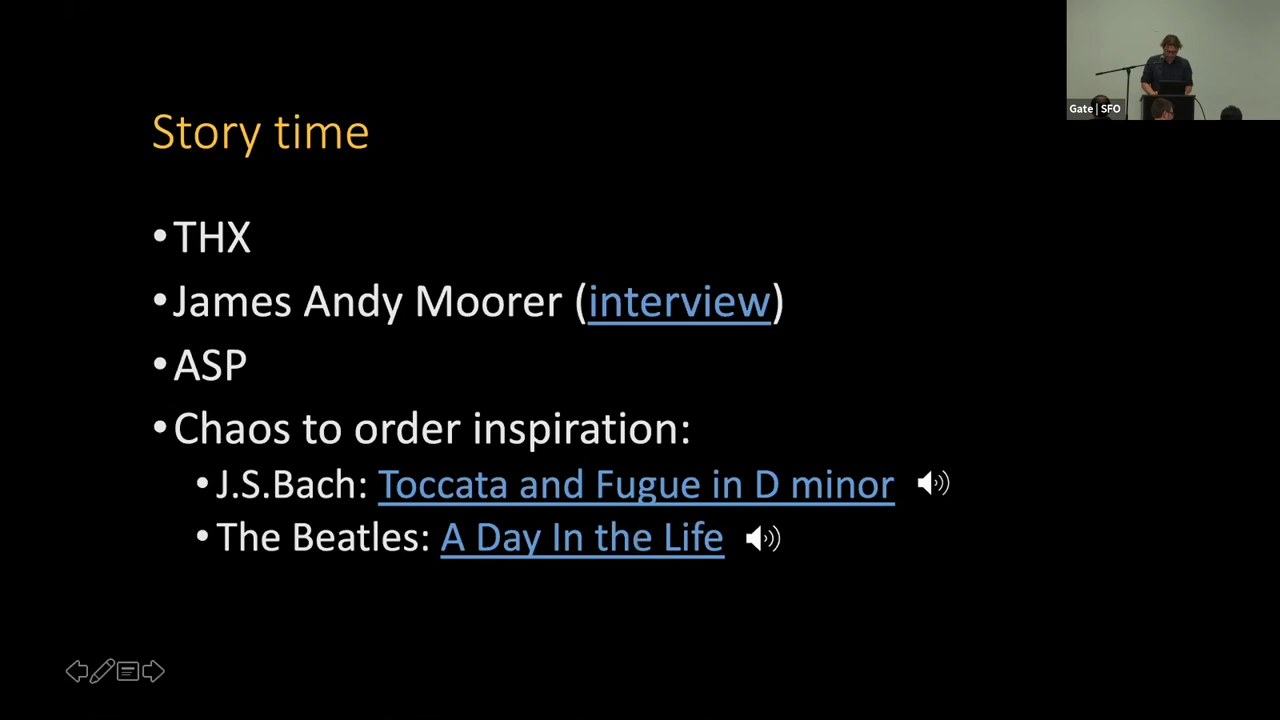 Gate | SFO
Story time
•THX
•James Andy Moorer (interview)
•ASP
•Chaos to order inspiration:
•J.S.Bach: Toccata and Fugue in D minor
•The Beatles: A Day In the Life